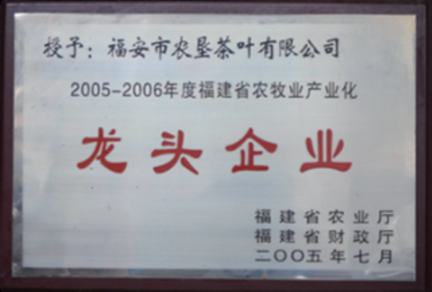 授予：福安市农垦茶叶有限公司
2005-2006年度福建省农牧业产业化
龙头企业
福建省农业厅
福建省财政厅
二〇〇五年七月